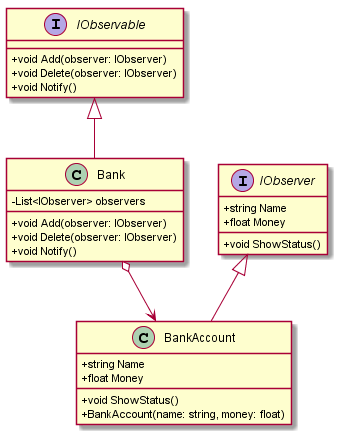 I IObservable
+void Add(observer: IObserver)
+void Delete(observer: IObserver)
+void Notify()
C Bank
-List<IObserver> observers
+void Add(observer: IObserver)
+void Delete(observer: IObserver)
+void Notify()
I IObserver
+string Name
+float Money
+void ShowStatus()
C BankAccount
+string Name
+float Money
+void ShowStatus()
+BankAccount(name: string, money: float)